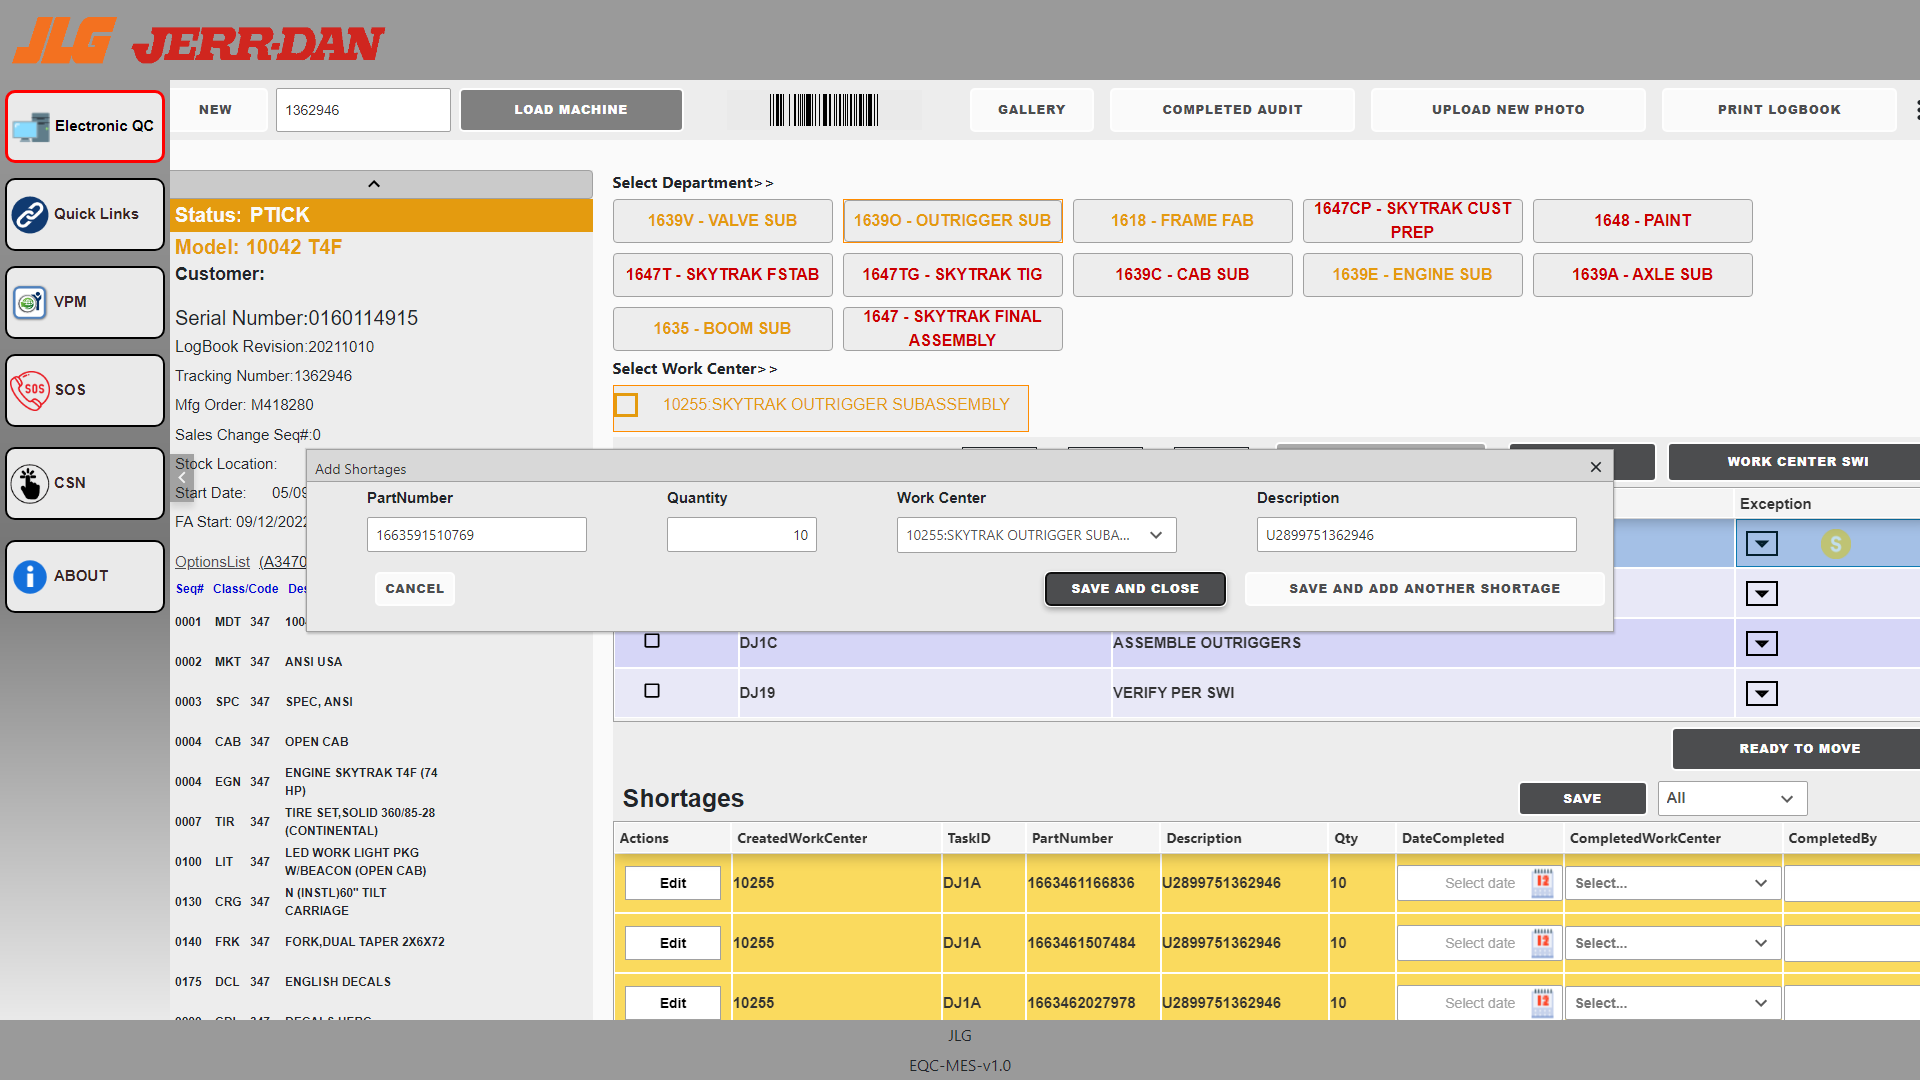 JLG JERR-DAN
Electronic QC
Quick Links
VPM
SOS
SOS
CSN
ABOUT
NEW
1362946
LOAD MACHINE
GALLERY
COMPLETED AUDIT
UPLOAD NEW PHOTO
PRINT LOGBOOK
Status: PTICK
Model: 10042 T4F
Customer:
Serial Number:0160114915
LogBook Revision:20211010
Tracking Number:1362946
Mfg Order: M418280
Sales Change Seq#:0
Stock Location:
Start Date: 05/09
FA Start: 09/12/2022
OptionsList (A3470
Seq# Class/Code Des
0001 MDT 347 100
0002 MKT 347 ANSI USA
0003 SPC 347 SPEC, ANSI
0004 CAB 347 OPEN CAB
0004 EGN 347 ENGINE SKYTRAK T4F (74
HP)
0007 TIR 347 TIRE SET,SOLID 360/85-28
(CONTINENTAL)
0100 LIT 347 LED WORK LIGHT PKG
W/BEACON (OPEN CAB)
0130 CRG 347 N (INSTL)60" TILT
CARRIAGE
0140 FRK 347 FORK,DUAL TAPER 2X6X72
0175 DCL 347 ENGLISH DECALS
Select Department>>
1639V - VALVE SUB
1639O - OUTRIGGER SUB
1618 - FRAME FAB
1647CP - SKYTRAK CUST
PREP
1648 - PAINT
1647T - SKYTRAK FSTAB
1647TG - SKYTRAK TIG
1639C - CAB SUB
1639E - ENGINE SUB
1639A - AXLE SUB
1635 - BOOM SUB
1647 - SKYTRAK FINAL
ASSEMBLY
Select Work Center>>
10255:SKYTRAK OUTRIGGER SUBASSEMBLY
WORK CENTER SWI
Exception
S
Add Shortages
PartNumber Quantity Work Center Description
1663591510769 10 10255:SKYTRAK OUTRIGGER SUBA... U2899751362946
CANCEL
SAVE AND CLOSE
SAVE AND ADD ANOTHER SHORTAGE
DJ1C ASSEMBLE OUTRIGGERS
DJ19 VERIFY PER SWI
READY TO MOVE
Shortages
SAVE
All
Actions CreatedWorkCenter TaskID PartNumber Description Qty DateCompleted CompletedWorkCenter CompletedBy
Edit 10255 DJ1A 1663461166836 U2899751362946 10 Select date 12 Select...
Edit 10255 DJ1A 1663461507484 U2899751362946 10 Select date 12 Select...
Edit 10255 DJ1A 1663462027978 U2899751362946 10 Select date 12 Select...
JLG
EQC-MES-v1.0